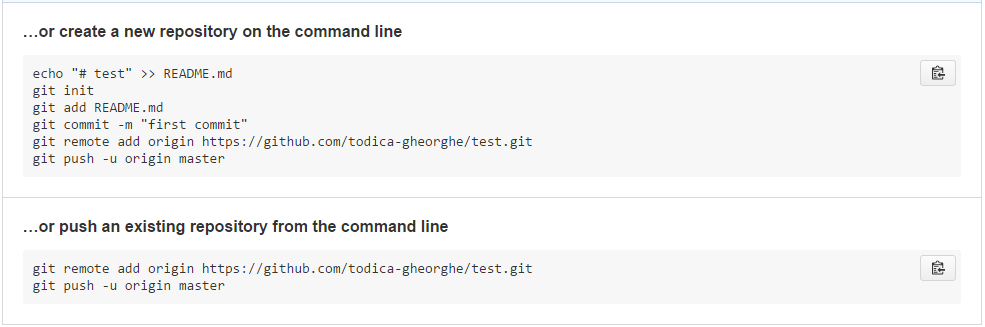 ...or create a new repository on the command line
echo "# test" >> README.md
git init
git add README.md
git commit -m "first commit"
git remote add origin https://github.com/todica-gheorghe/test.git
git push -u origin master
...or push an existing repository from the command line
git remote add origin https://github.com/todica-gheorghe/test.git
git push -u origin master